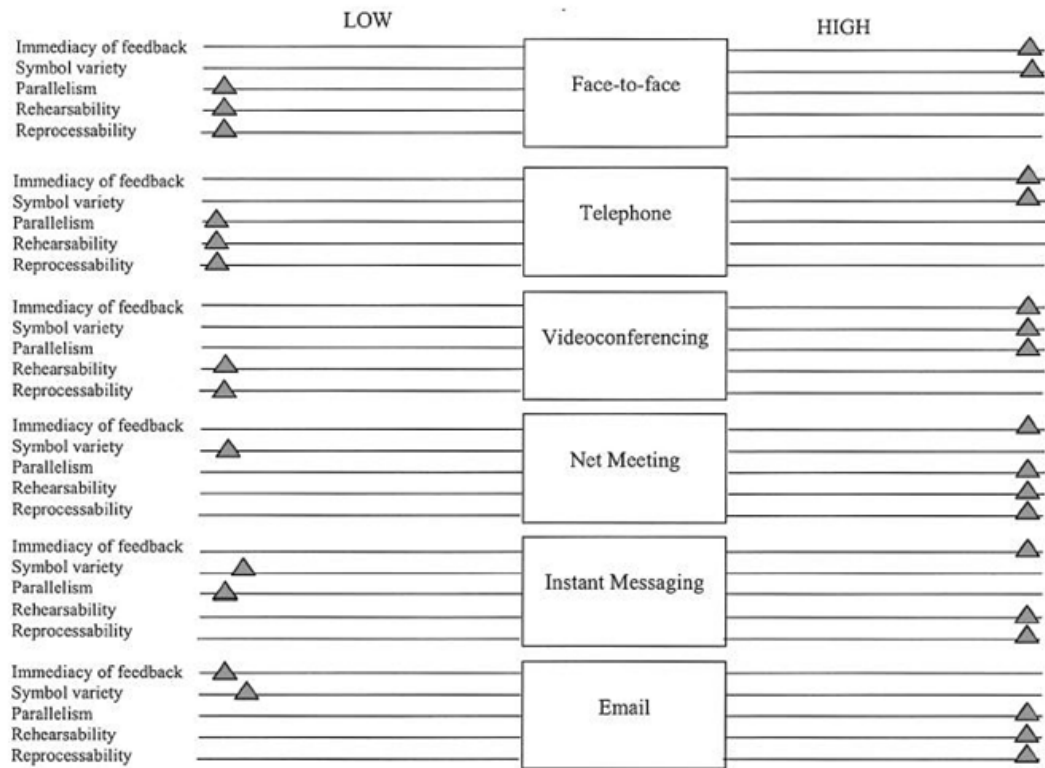 LOW HIGH
Immediacy of feedback
Symbol variety
Parallelism
Rehearsability
Reprocessability
Face-to-face
Immediacy of feedback
Symbol variety
Parallelism
Rehearsability
Reprocessability
Telephone
Immediacy of feedback
Symbol variety
Parallelism
Rehearsability
Reprocessability
Videoconferencing
Immediacy of feedback
Symbol variety
Parallelism
Rehearsability
Reprocessability
Net Meeting
Immediacy of feedback
Symbol variety
Parallelism
Rehearsability
Reprocessability
Instant Messaging
Immediacy of feedback
Symbol variety
Parallelism
Rehearsability
Reprocessability
Email